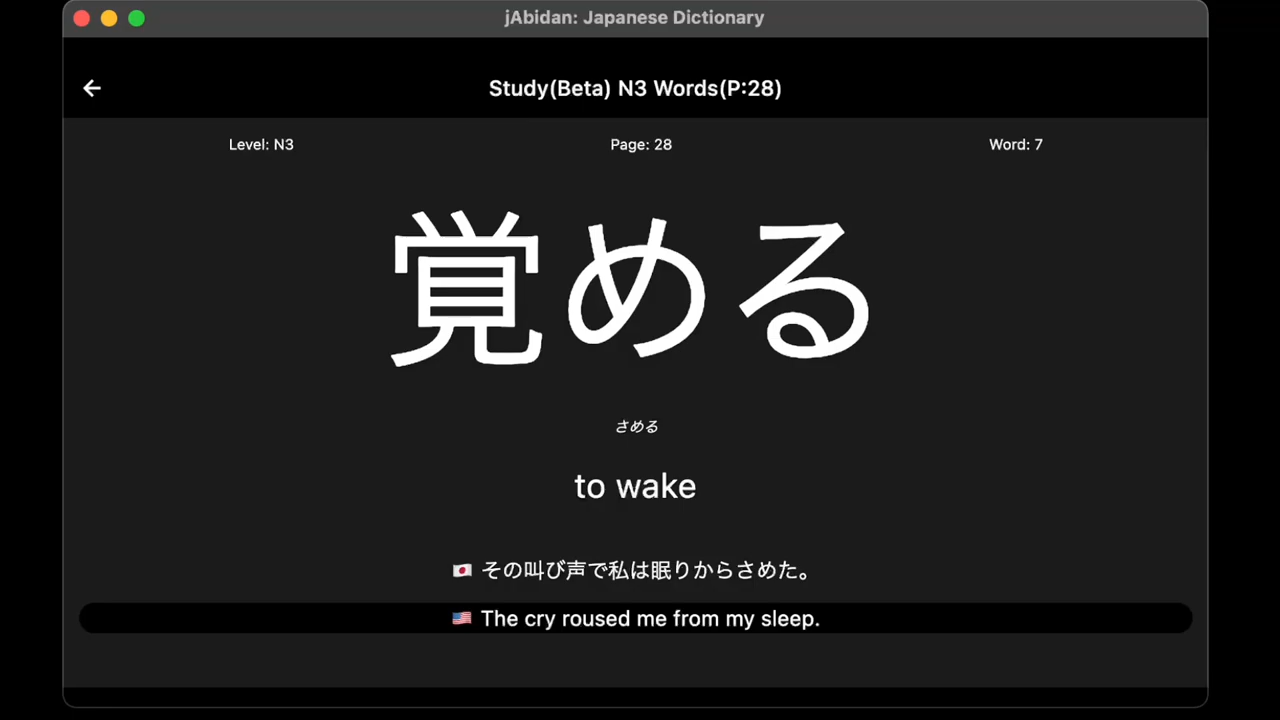 jAbidan: Japanese Dictionary
Study(Beta) N3 Words(P:28)
Level: N3
Page: 28
Word: 7
覚める
さめる
to wake
その叫び声で私は眠りからさめた。
The cry roused me from my sleep.